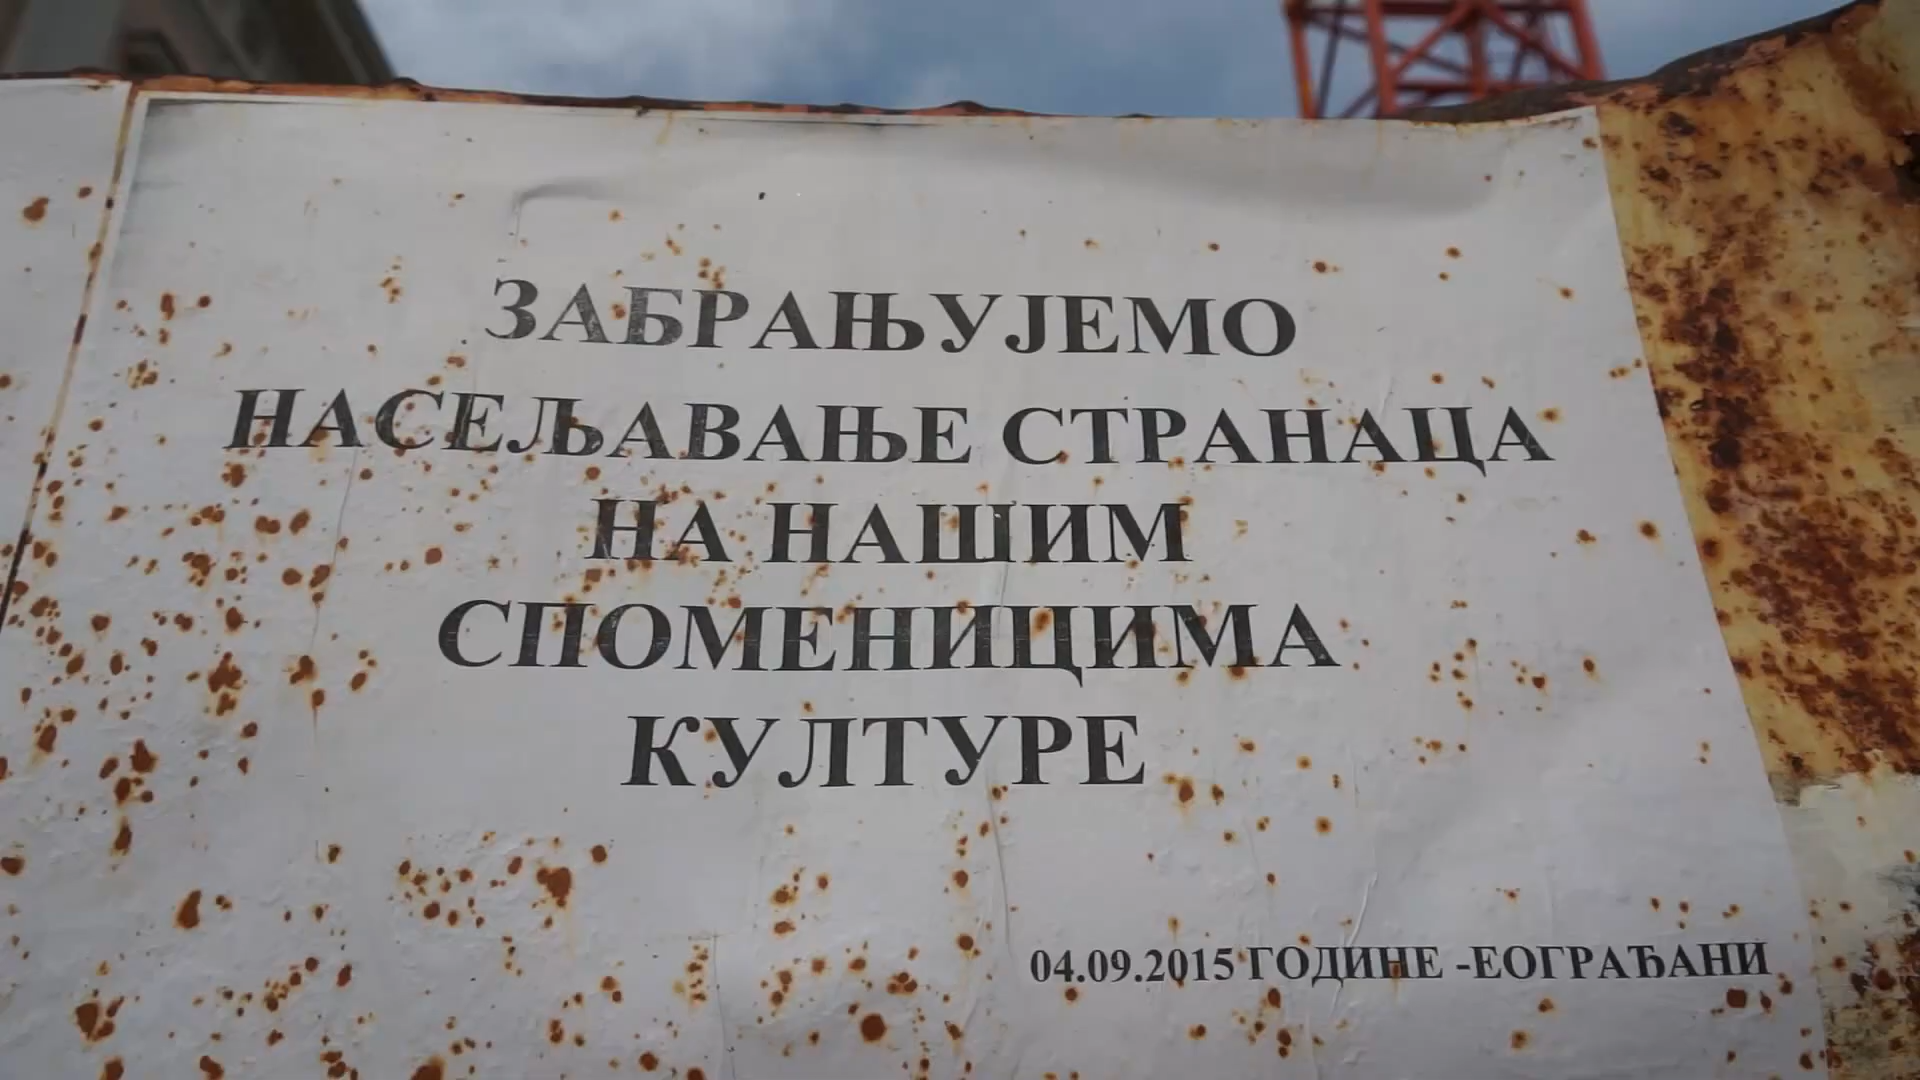 ЗАБРАЊУЈЕМО
НАСЕЉАВАЊЕ СТРАНАЦА
НА НАШИМ
СПОМЕНИЦИМА
КУЛТУРЕ
04.09.2015 ГОДИНЕ -ЕОГРАЂАНИ